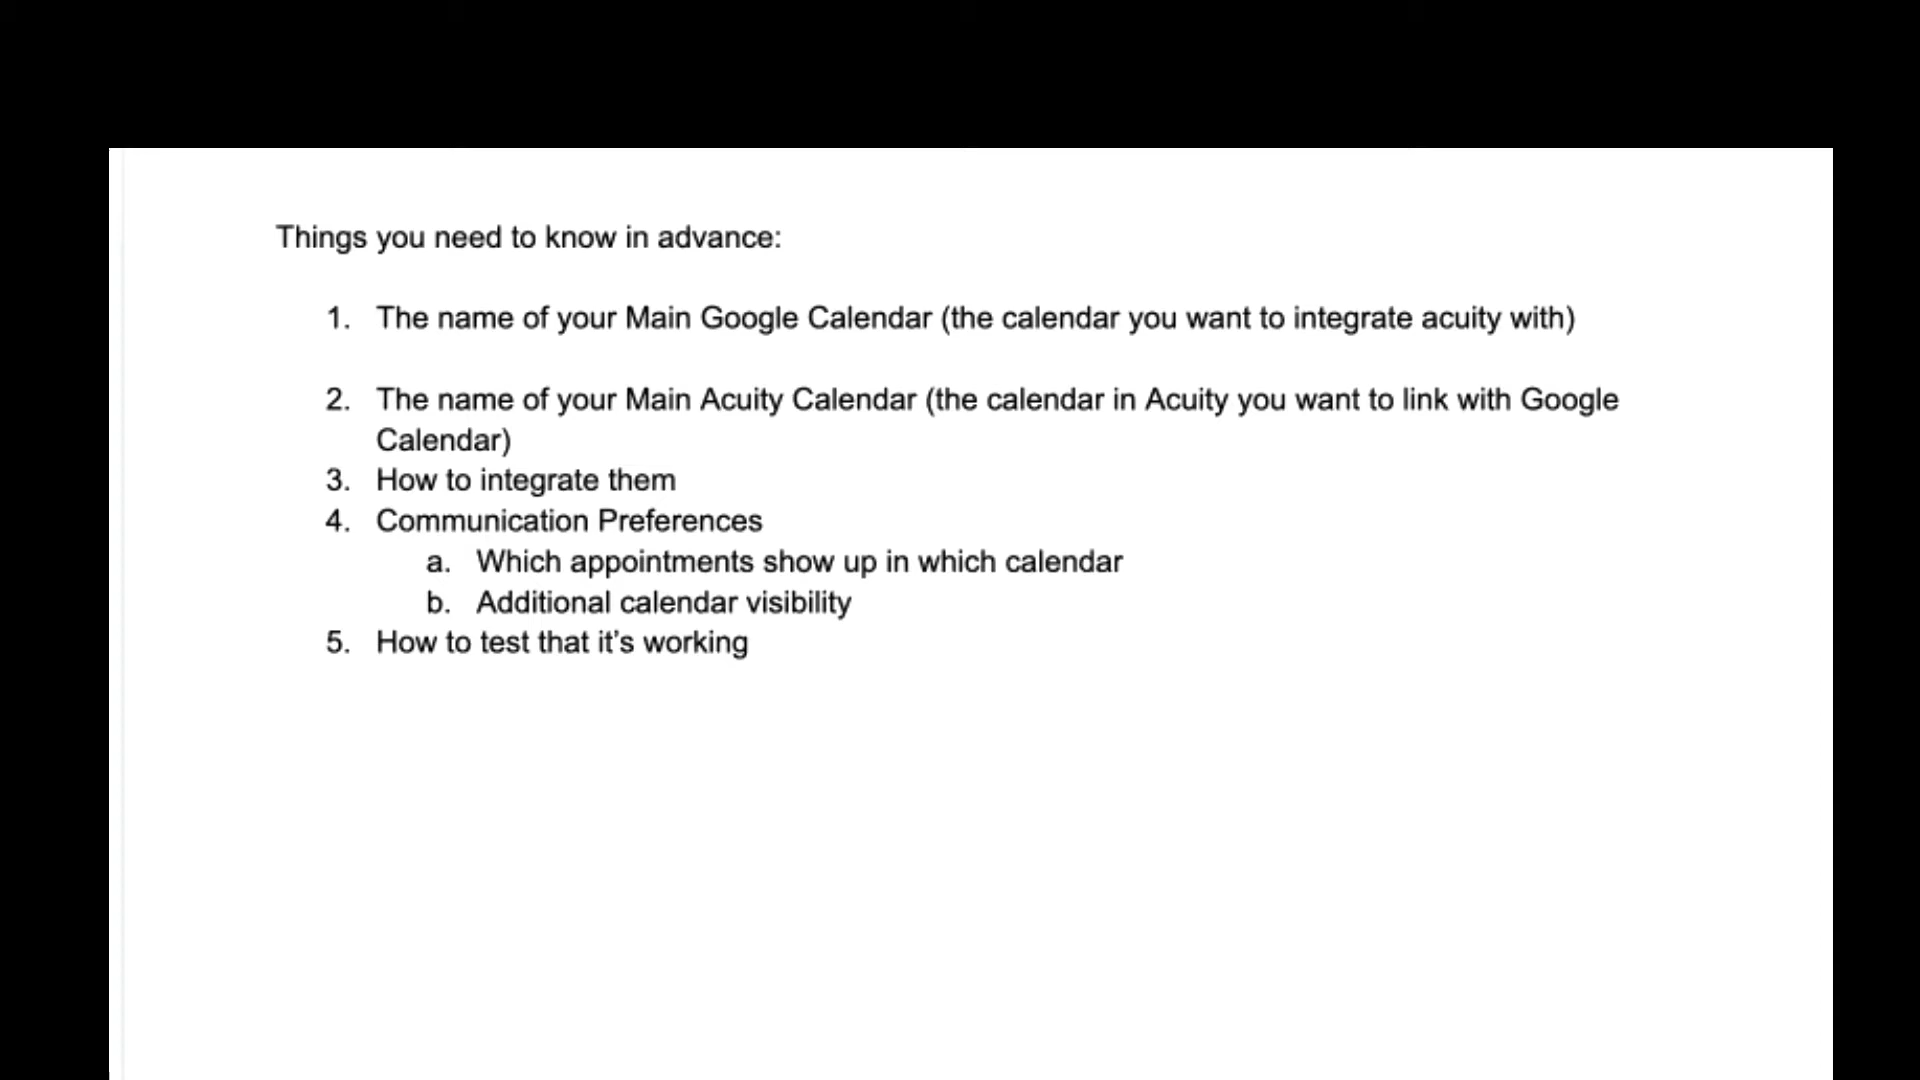 Things you need to know in advance:
1. The name of your Main Google Calendar (the calendar you want to integrate acuity with)
2. The name of your Main Acuity Calendar (the calendar in Acuity you want to link with Google
Calendar)
3. How to integrate them
4. Communication Preferences
a. Which appointments show up in which calendar
b. Additional calendar visibility
5. How to test that it's working